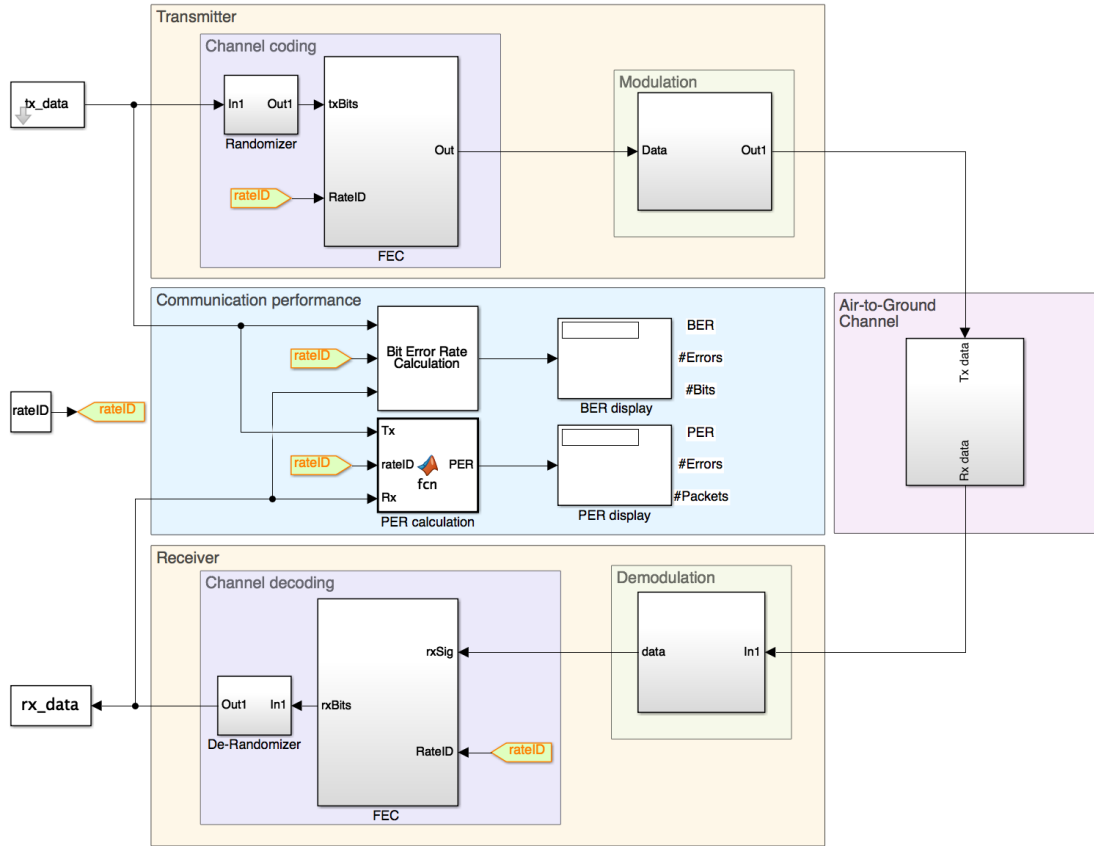 Transmitter
Channel coding
tx_data
In1 Out1
Randomizer
txBits
Out
rateID
RateID
FEC
Modulation
Data Out1
Communication performance
Bit Error Rate
Calculation
rateID
BER
#Errors
#Bits
BER display
Air-to-Ground
Channel
Tx data
Rx data
rateID
rateID
Tx
rateID
rateID
PER
fcn
Rx
PER calculation
PER
#Errors
#Packets
PER display
Receiver
Channel decoding
Demodulation
rxSig
data In1
rx_data
Out1 In1
De-Randomizer
rxBits
RateID
rateID
FEC